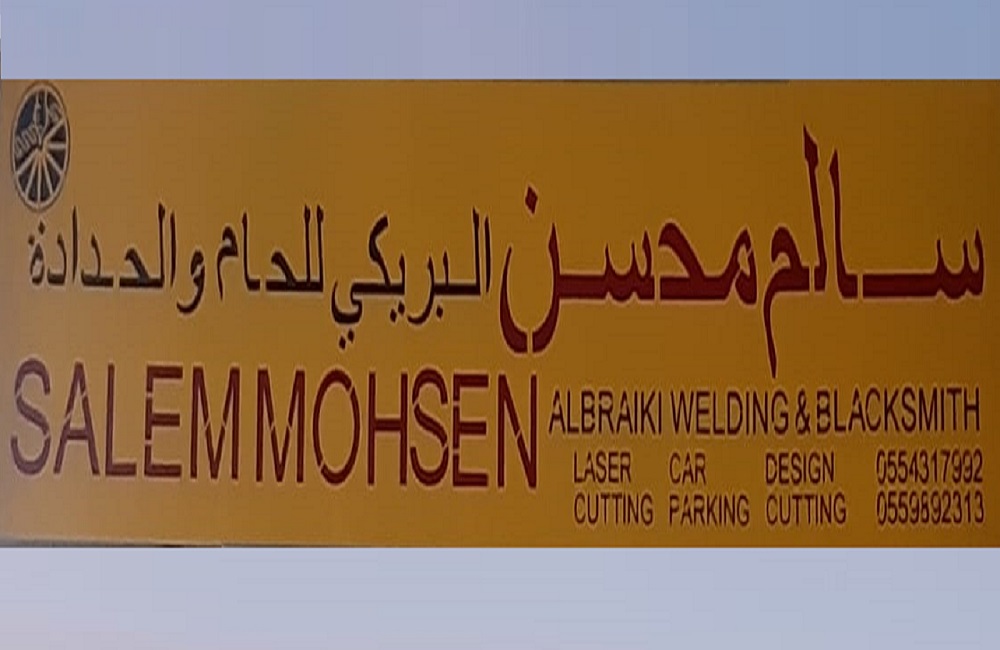 سالم محسن البريكي للحام والحدادة
SALEM MOHSEN ALBRAIKI WELDING & BLACKSMITH
LASER CUTTING
CAR PARKING
DESIGN CUTTING
0554317992
0559892313